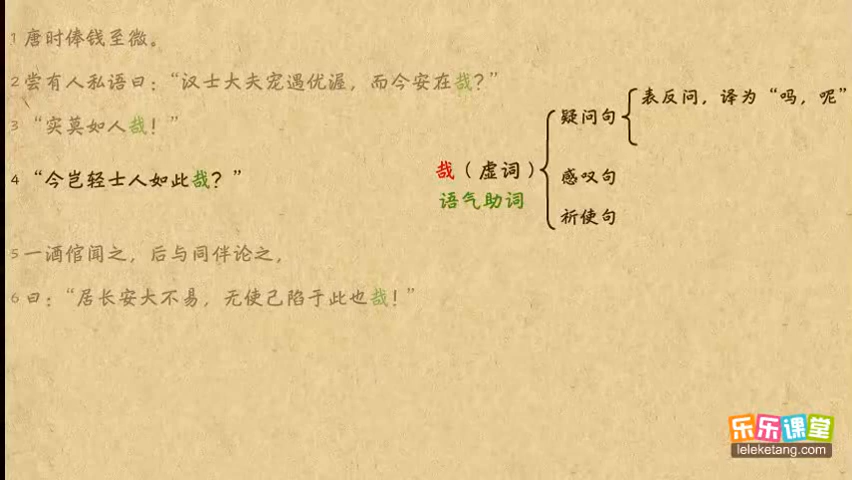 1 唐时俸钱至微。
2 尝有人私语曰：“汉士大夫宠遇优渥，而今安在哉？”
3 “实莫如人哉！”
4 “今岂轻士人如此哉？”
5 一酒倌闻之，后与同伴论之，
6 曰：“居长安大不易，无使己陷于此也哉！”
哉（虚词）
语气助词
疑问句
表反问，译为“吗，呢”
感叹句
祈使句
乐乐课堂
leleketang.com